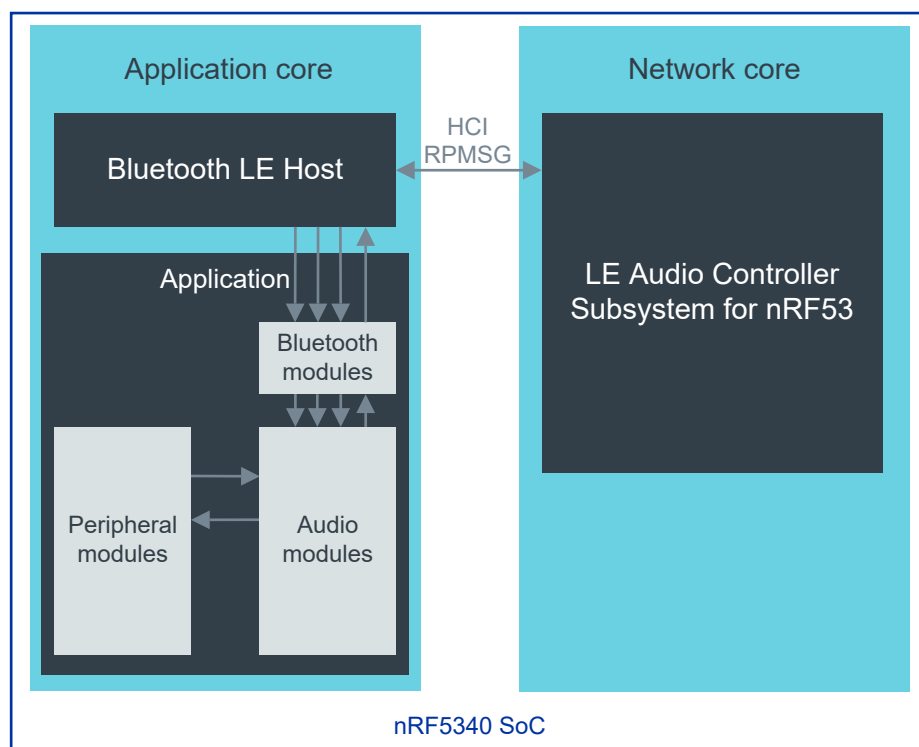 Application core
Network core
HCI
RPMSG
Bluetooth LE Host
LE Audio Controller
Subsystem for nRF53
Application
Bluetooth
modules
Peripheral
modules
Audio
modules
nRF5340 SoC